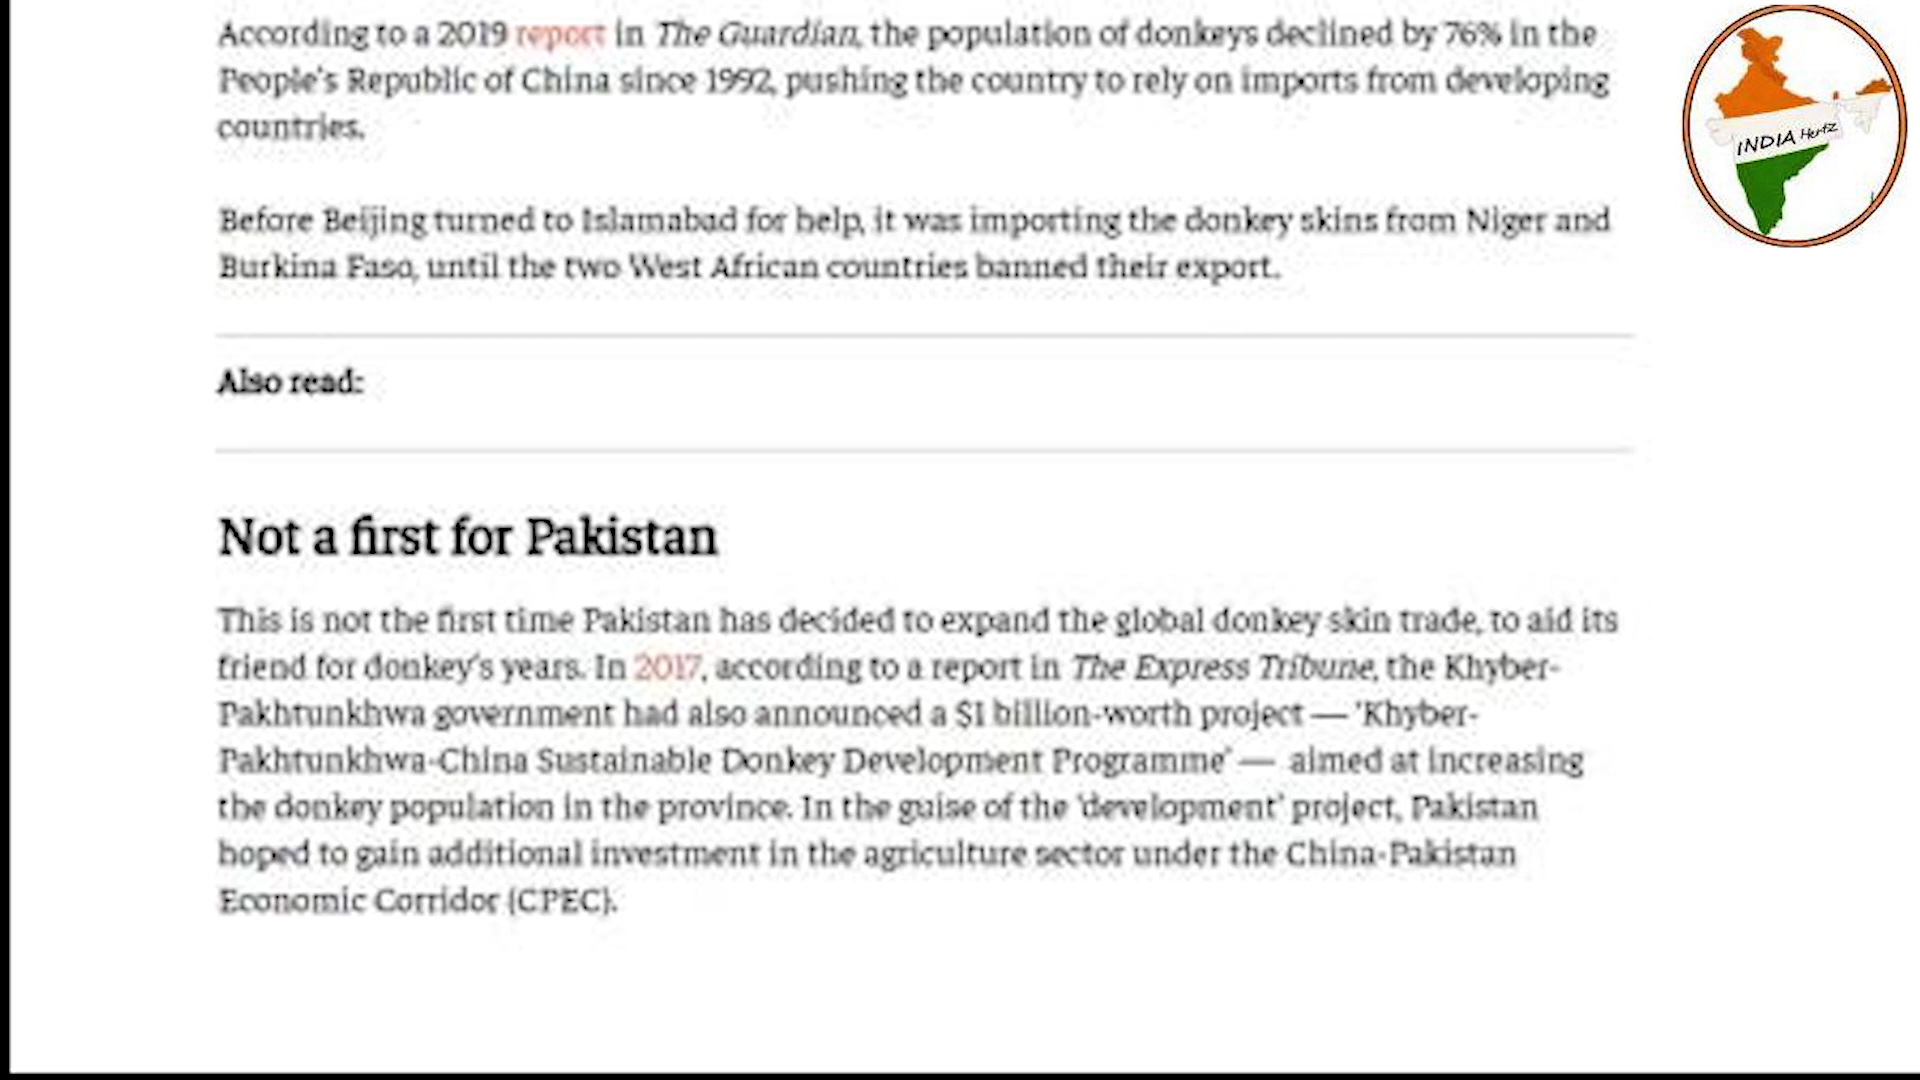 According to a 2019 report in The Guardian, the population of donkeys declined by 76% in the
People's Republic of China since 1992, pushing the country to rely on imports from developing
countries.
INDIA Hertz
Before Beijing turned to Islamabad for help, it was importing the donkey skins from Niger and
Burkina Faso, until the two West African countries banned their export.
Also read:
Not a first for Pakistan
This is not the first time Pakistan has decided to expand the global donkey skin trade, to aid its
friend for donkey's years. In 2017, according to a report in The Express Tribune, the Khyber-
Pakhtunkhwa government had also announced a $1 billion-worth project — 'Khyber-
Pakhtunkhwa-China Sustainable Donkey Development Programme' — aimed at increasing
the donkey population in the province. In the guise of the 'development' project, Pakistan
hoped to gain additional investment in the agriculture sector under the China-Pakistan
Economic Corridor (CPEC).